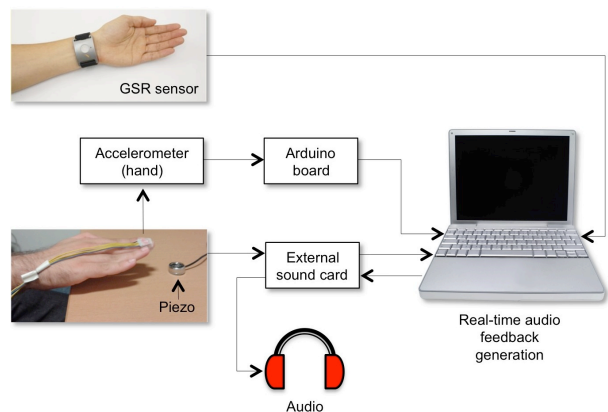 GSR sensor
Accelerometer
(hand)
Arduino
board
External
sound card
Piezo
Real-time audio
feedback
generation
Audio